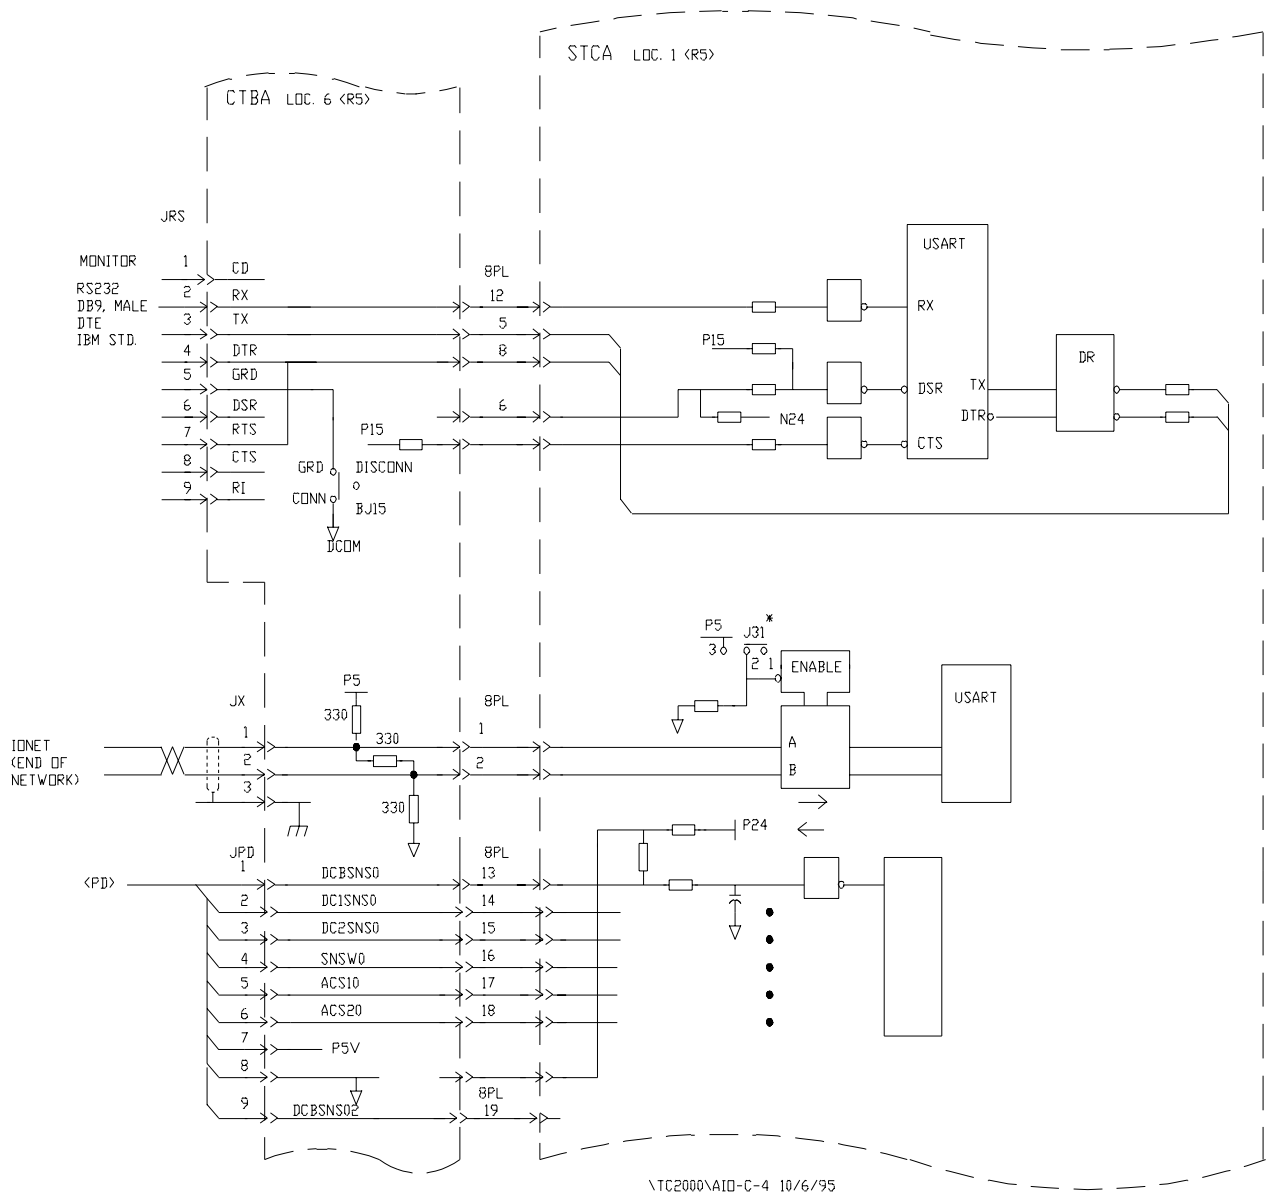 STCA LOC. 1 <R5>
CTBA LOC. 6 <R5>
JRS
USART
MONITOR 1 CD
8PL
RS232 2 RX 12 RX
DB9, MALE
DTE 3 TX 5
IBM STD.
P15 DR
4 DTR 8
5 GRD DSR TX
6 DSR 6 N24 DTR
7 RTS P15 CTS
8 CTS GRD DISCONN
9 RI CONN
BJ15
DCOM
*
P5 J31
3 2 1 ENABLE
P5
JX 330 8PL USART
1 330 1 A
IONET
(END OF
NETWORK)
2 2 B
3 330
P24
JPD 8PL
<PD> 1 DCBSNS0 13
2 DC1SNS0 14
3 DC2SNS0 15
4 SNSW0 16
5 ACS10 17
6 ACS20 18
7 P5V
8
8PL
9 DCBSNS02 19
\TC2000\AIO-C-4 10/6/95